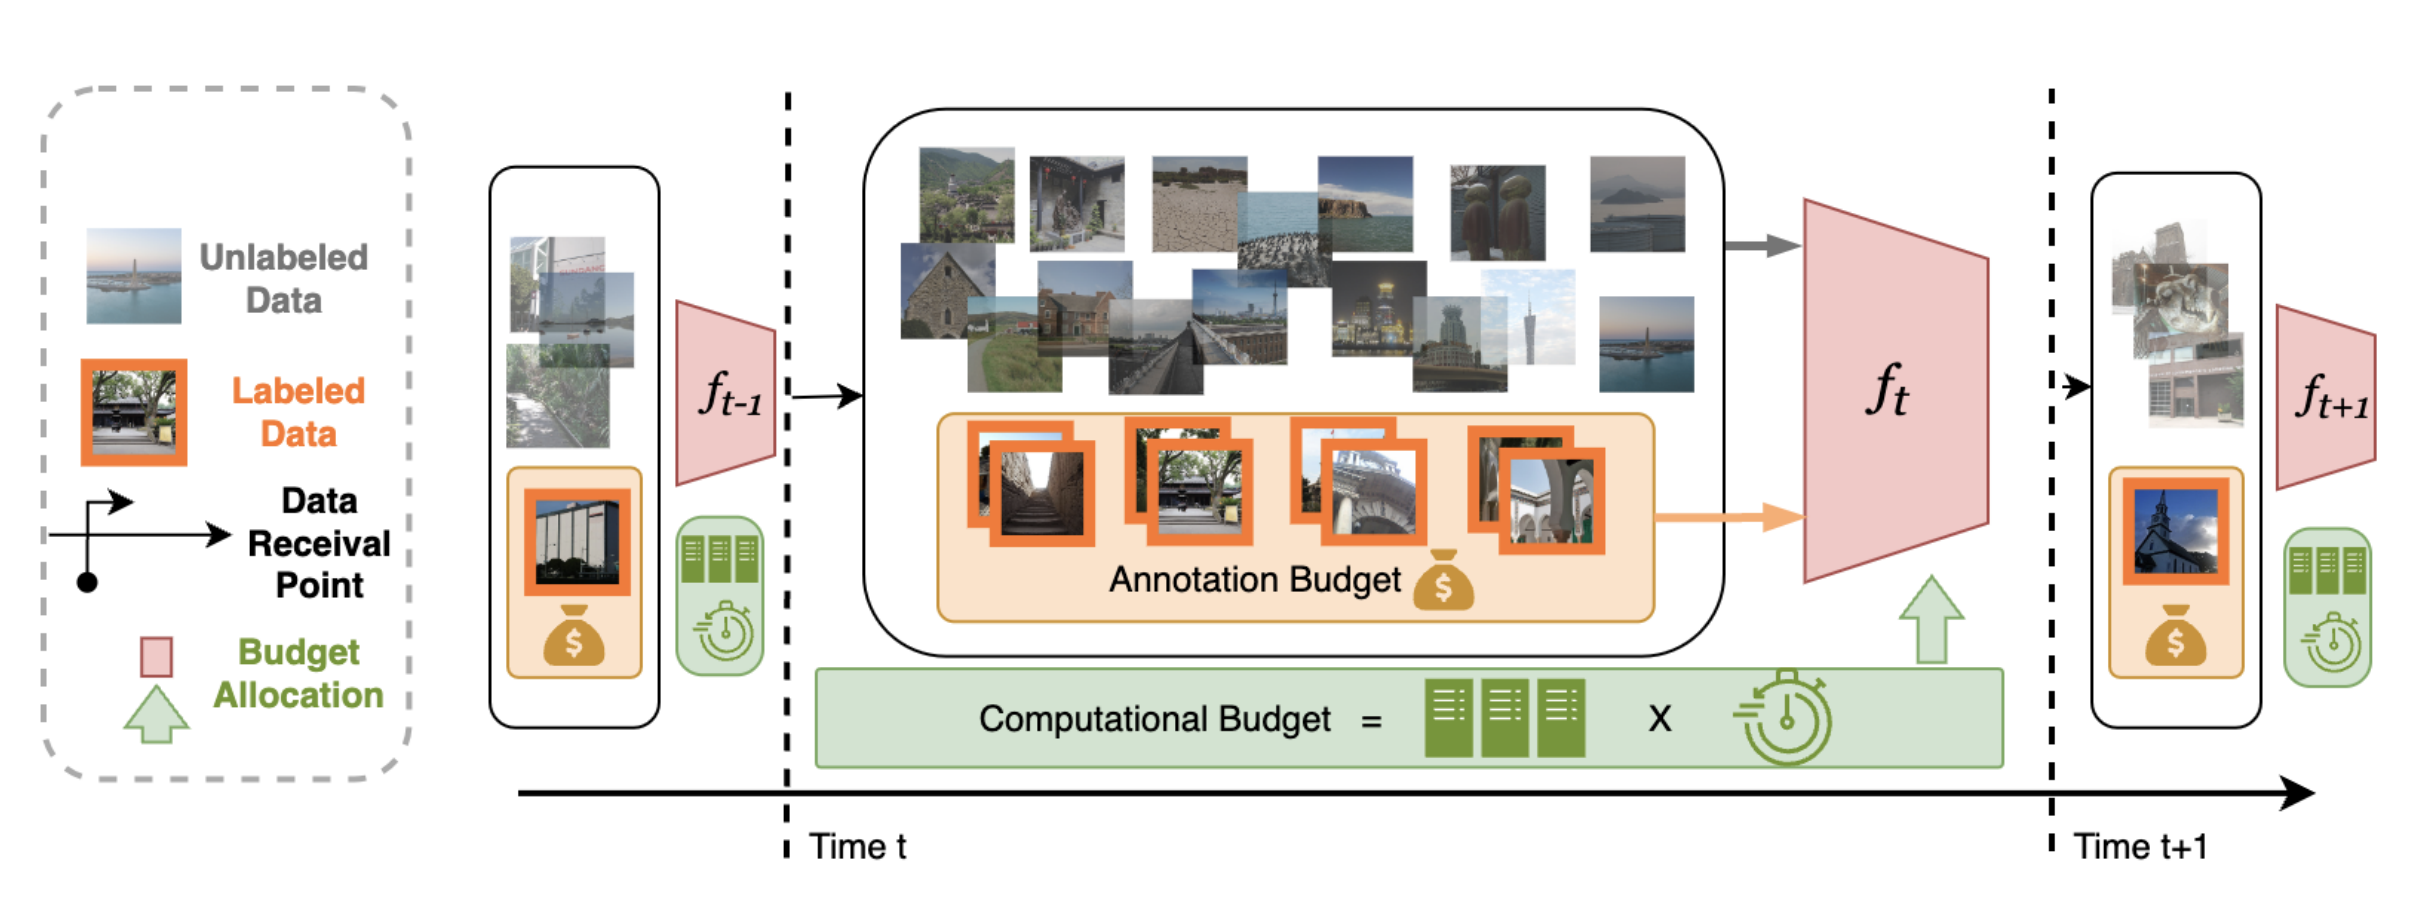 Unlabeled
Data
Labeled
Data
Data
Receival
Point
Budget
Allocation
f_{t-1}
$
f_t
Annotation Budget $
Computational Budget = X
f_{t+1}
$
Time t
Time t+1